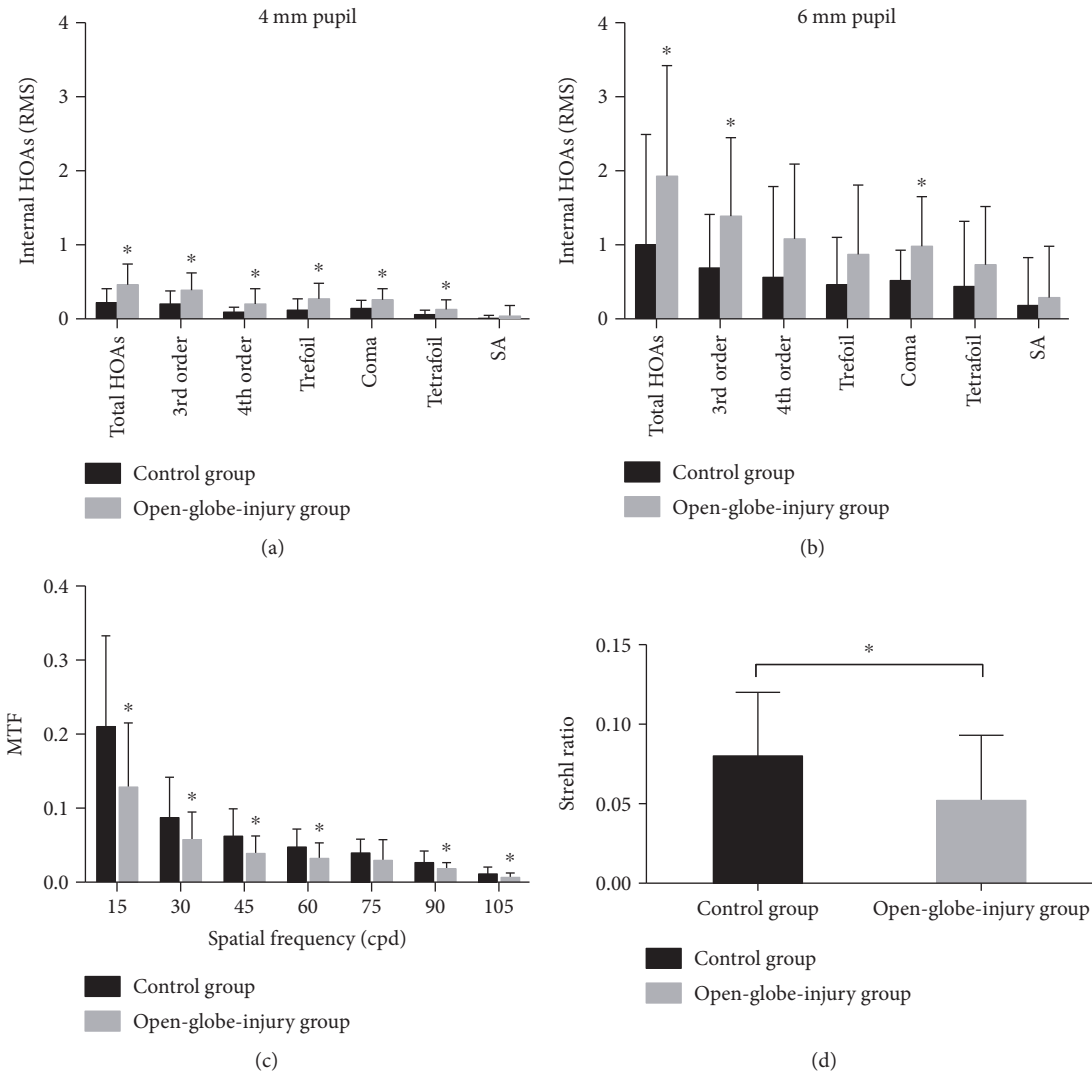 4 mm pupil
4
3
2
1
0
Internal HOAs (RMS)
* * * * * *
Total HOAs
3rd order
4th order
Trefoil
Coma
Tetrafoil
SA
Control group
Open-globe-injury group
(a)
6 mm pupil
4
3
2
1
0
Internal HOAs (RMS)
* * *
Total HOAs
3rd order
4th order
Trefoil
Coma
Tetrafoil
SA
Control group
Open-globe-injury group
(b)
0.4
0.3
0.2
0.1
0.0
MTF
* * * * * *
15 30 45 60 75 90 105
Spatial frequency (cpd)
Control group
Open-globe-injury group
(c)
0.15
0.10
0.05
0.00
Strehl ratio
*
Control group Open-globe-injury group
Control group
Open-globe-injury group
(d)